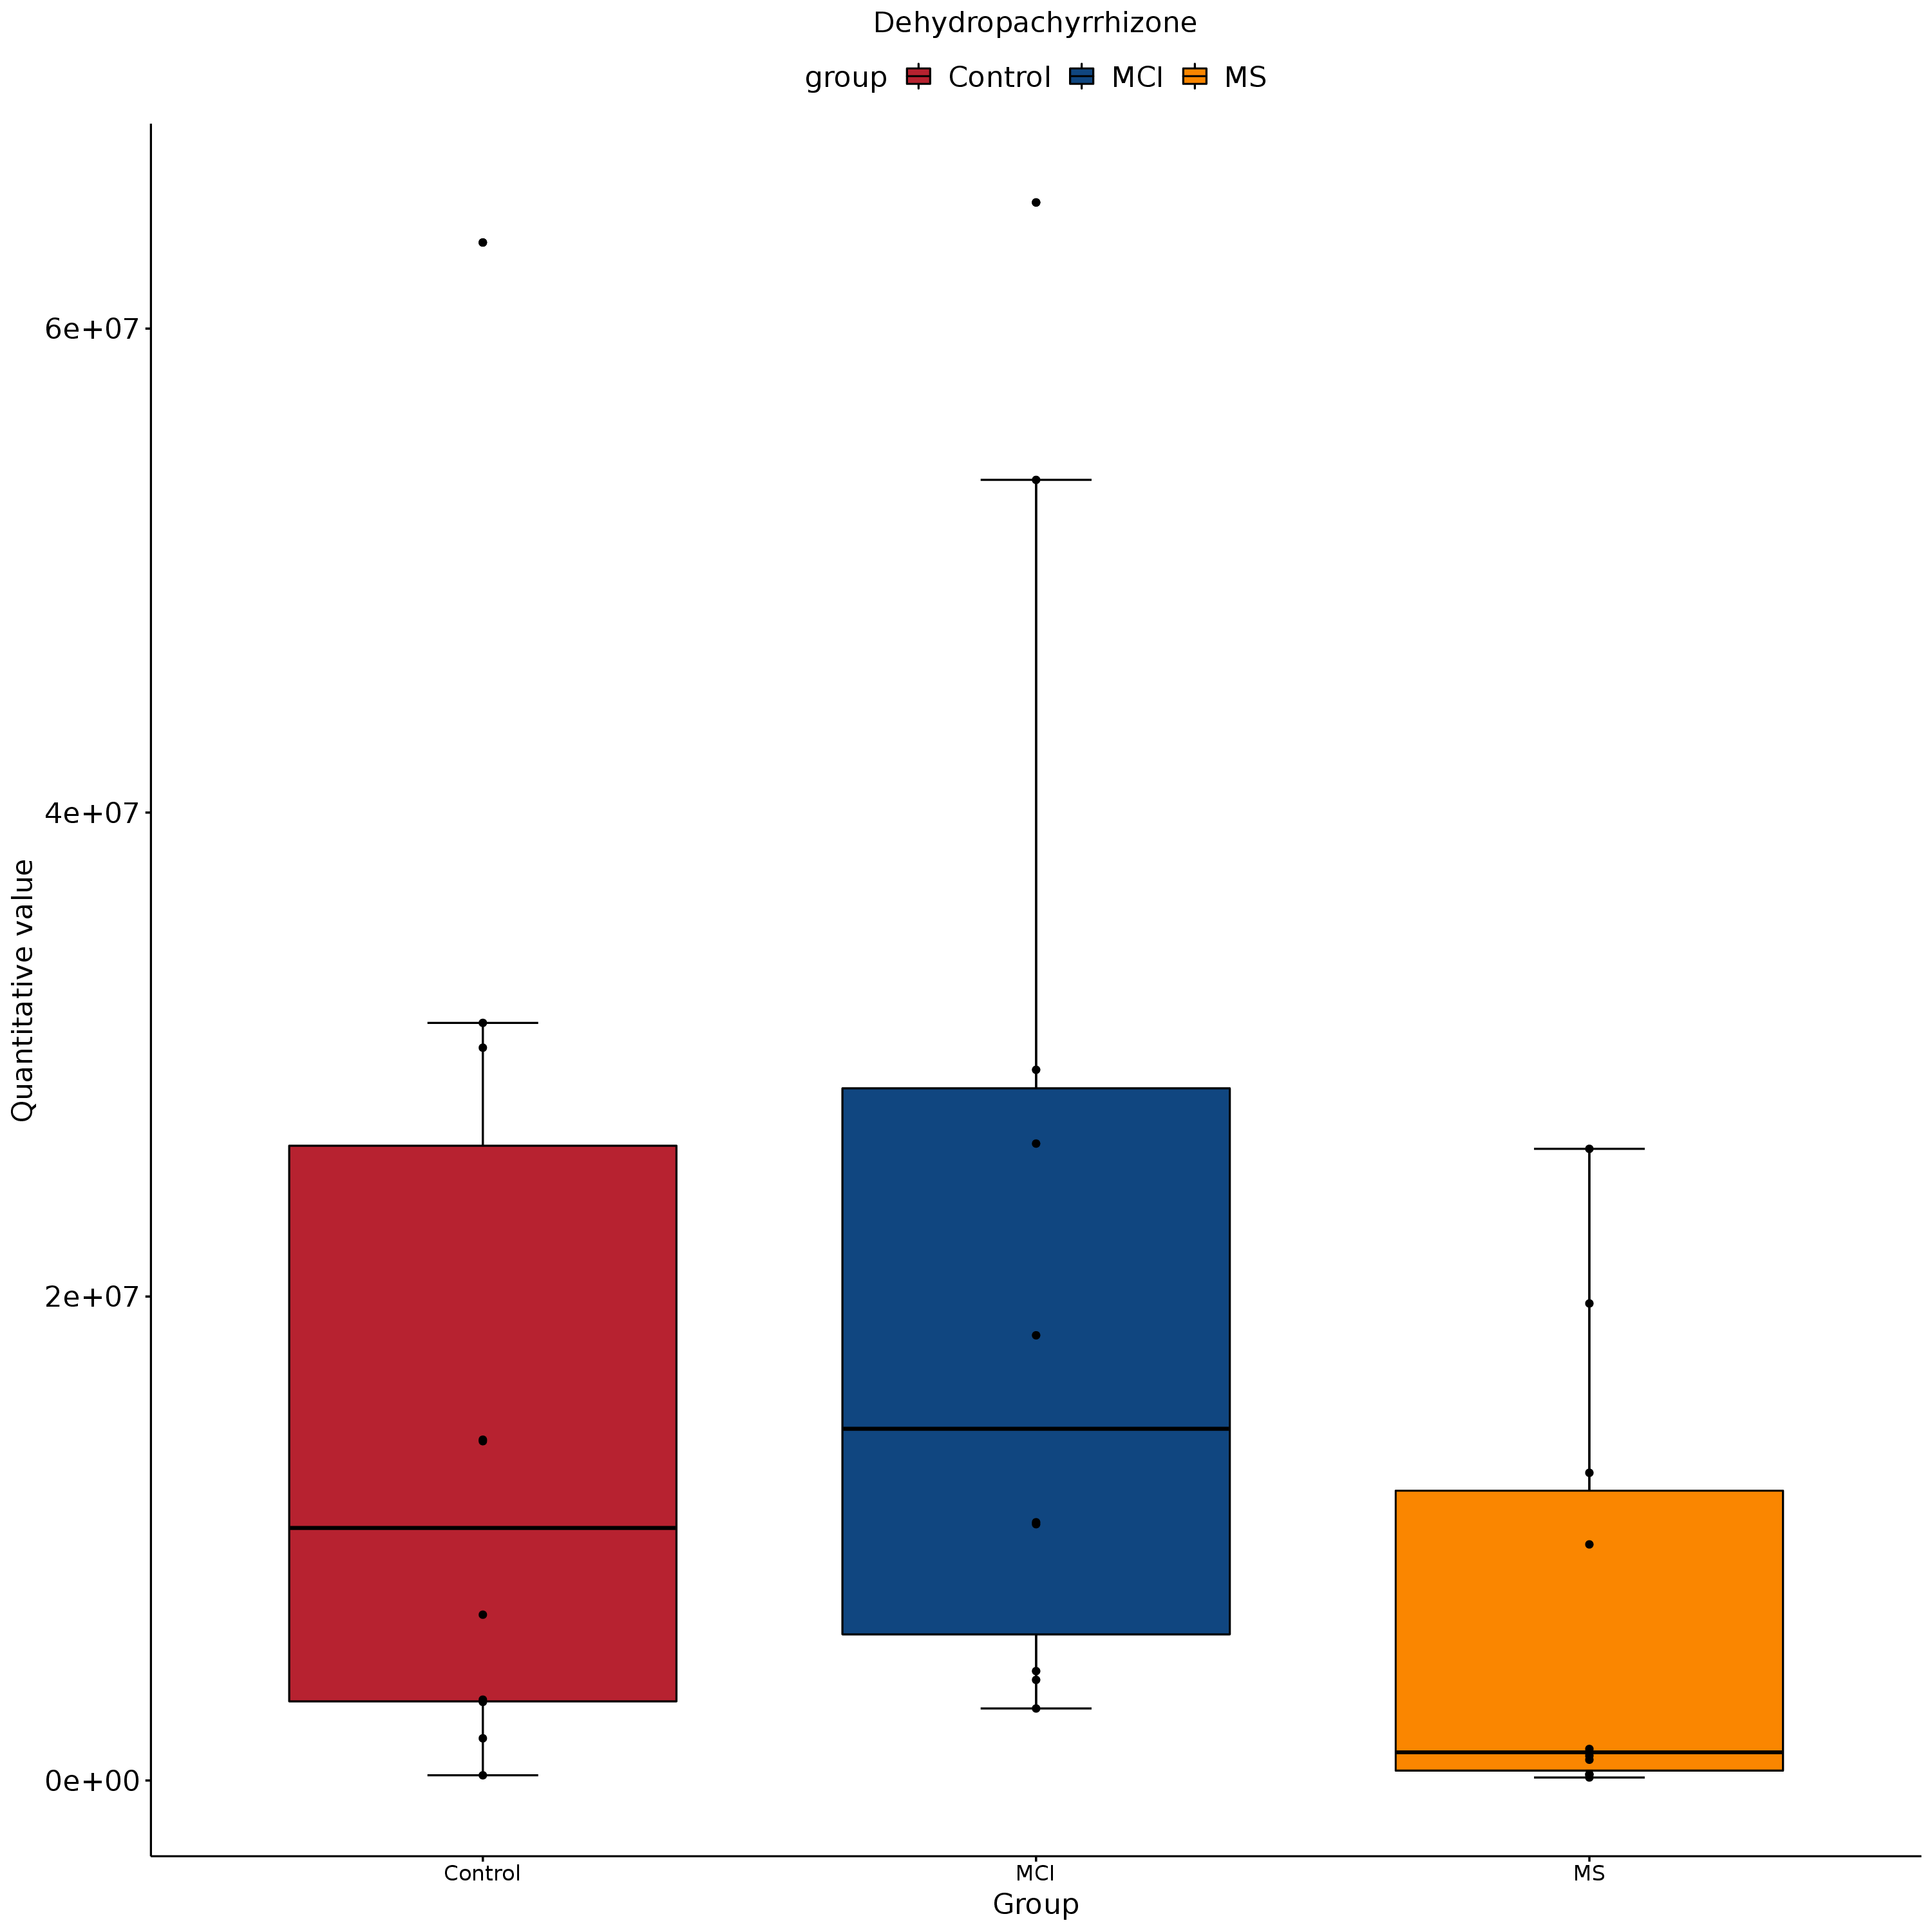 Dehydropachyrrhizone
group Control MCI MS
Quantitative value
6e+07
4e+07
2e+07
0e+00
Control MCI MS
Group